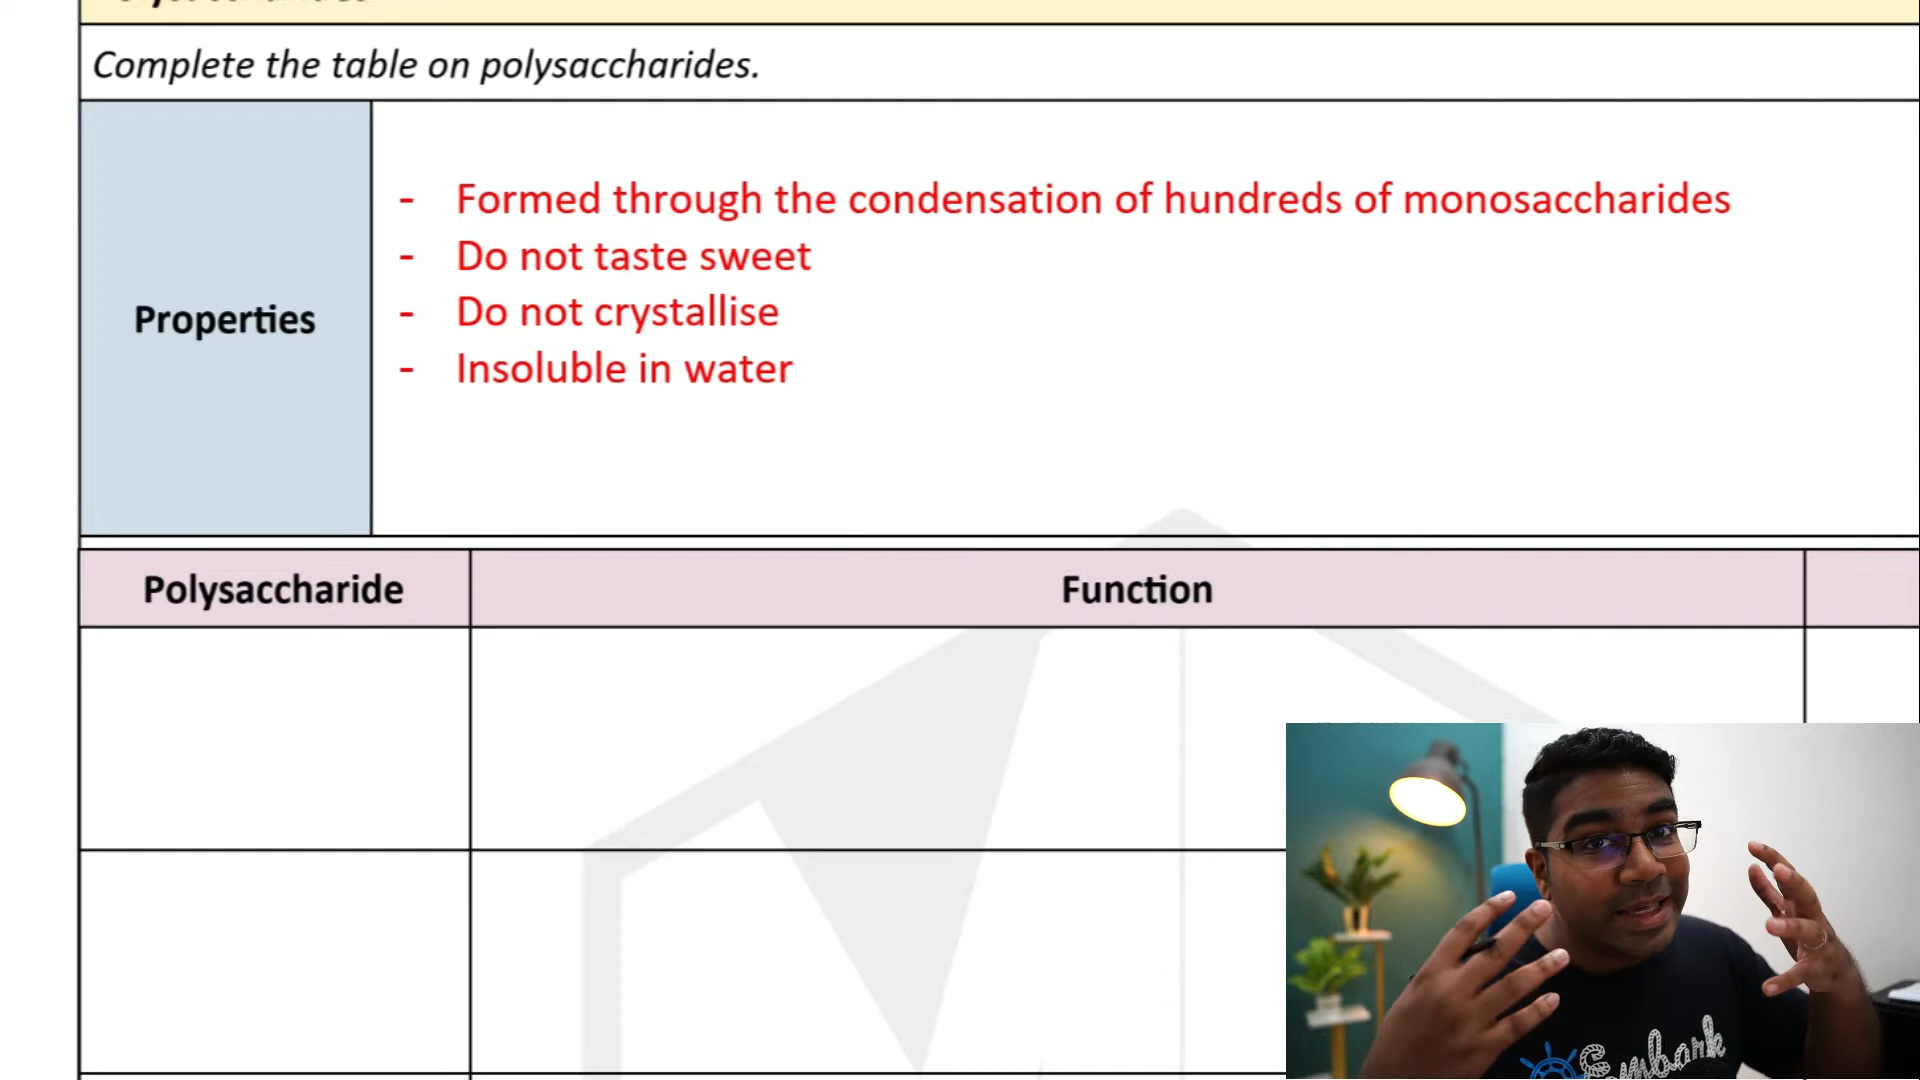 Complete the table on polysaccharides.
Properties
- Formed through the condensation of hundreds of monosaccharides
- Do not taste sweet
- Do not crystallise
- Insoluble in water
Polysaccharide Function
Embark